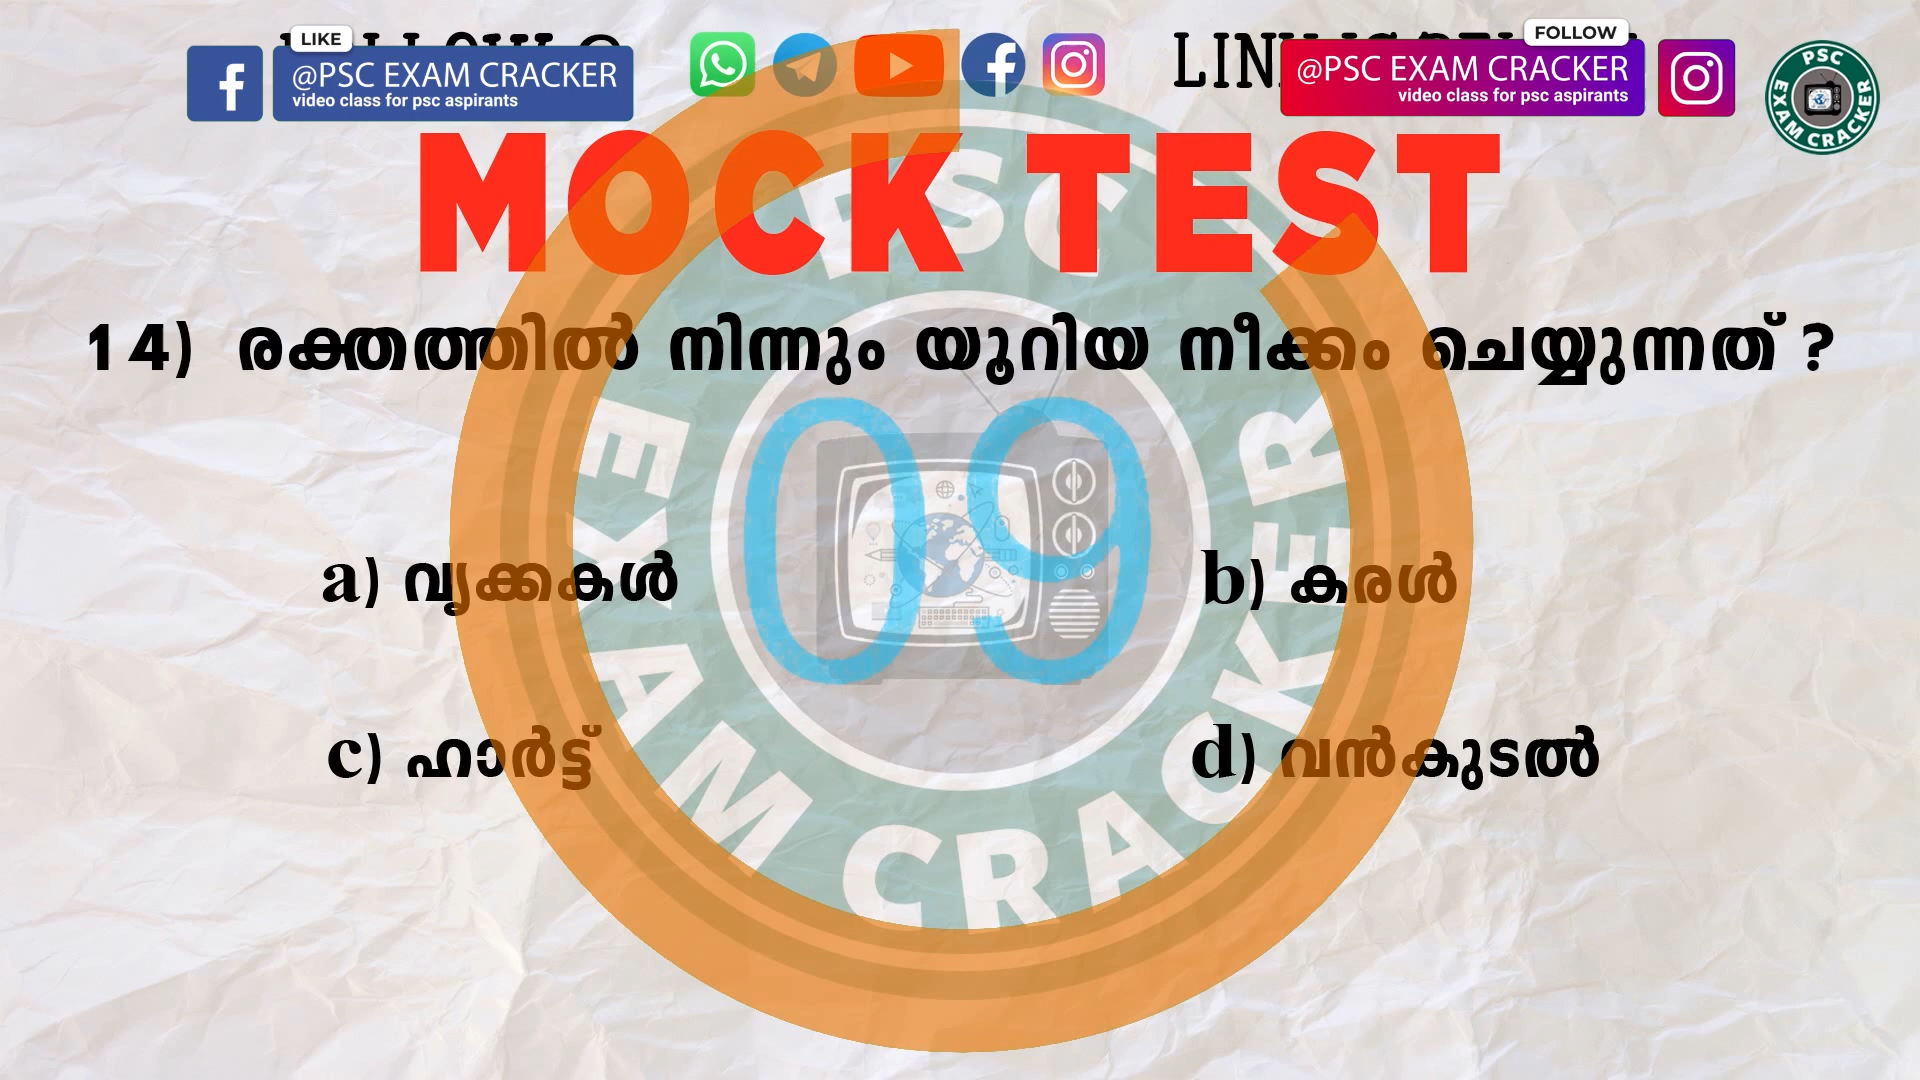 LIKE
@PSC EXAM CRACKER
video class for psc aspirants
FOLLOW
@PSC EXAM CRACKER
video class for psc aspirants
PSC EXAM CRACKER
MOCK TEST
14) രക്തത്തിൽ നിന്നും യൂറിയ നീക്കം ചെയ്യുന്നത് ?
09
a) വൃക്കകൾ
b) കരൾ
c) ഹാർട്ട്
d) വൻകുടൽ
PSC EXAM CRACKER